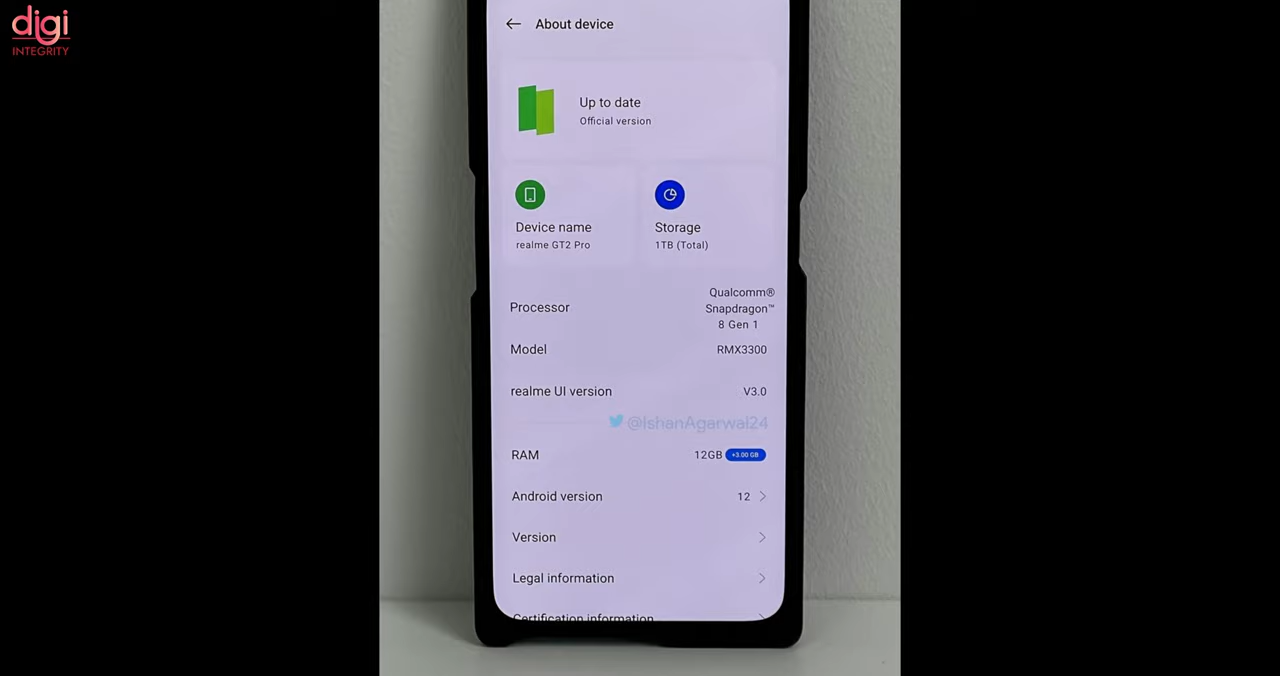 digi
INTEGRITY
About device
Up to date
Official version
Device name
realme GT2 Pro
Storage
1TB (Total)
Processor
Qualcomm®
Snapdragon™
8 Gen 1
Model
RMX3300
realme UI version
V3.0
@IshanAgarwal24
RAM
12GB +3.00 GB
Android version
12
Version
Legal information
Certification information